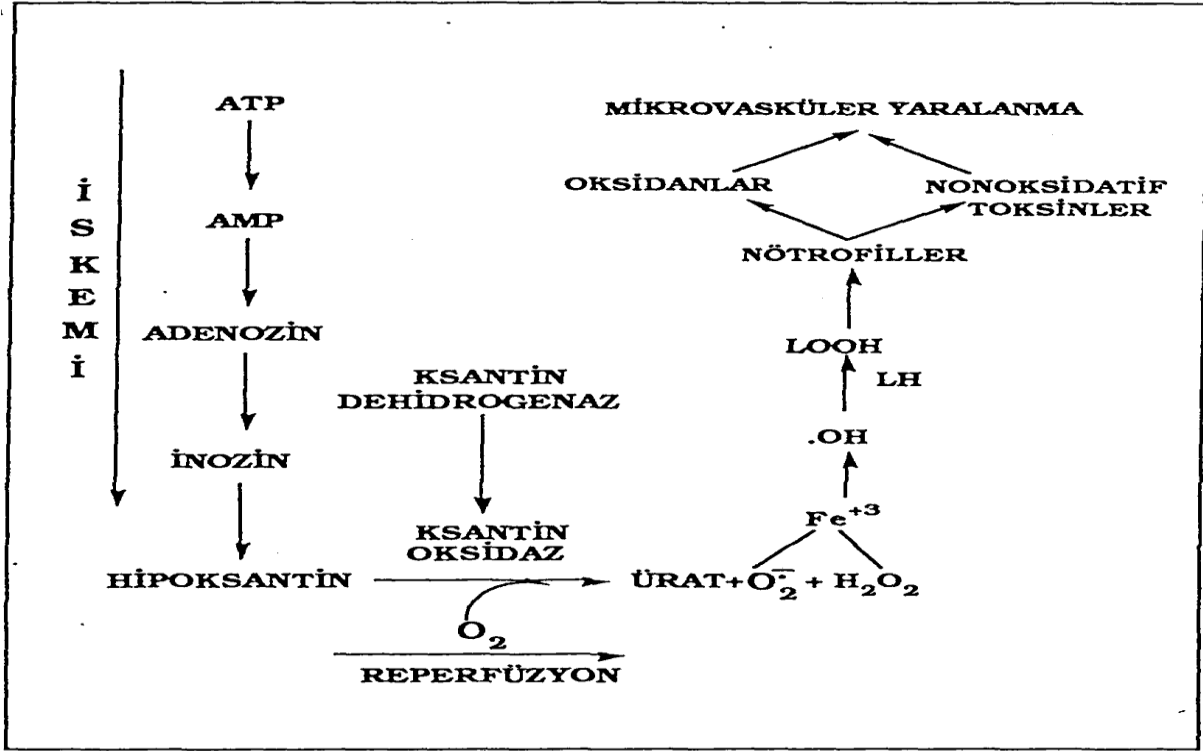 İSKEMİ
ATP
AMP
ADENOZİN
İNOZİN
HİPOKSANTİN
KSANTİN
DEHİDROGENAZ
KSANTİN
OKSİDAZ
O₂
REPERFÜZYON
ÜRAT+O₂⁻̇ + H₂O₂
Fe⁺³
.OH
LH
LOOH
NÖTROFİLLER
OKSİDANLAR
NONOKSİDATİF
TOKSİNLER
MİKROVASKÜLER YARALANMA